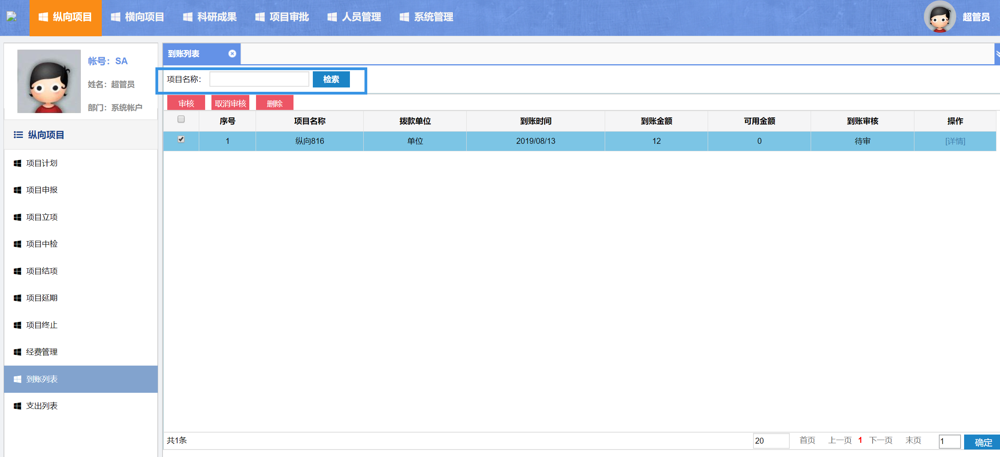 纵向项目 横向项目 科研成果 项目审批 人员管理 系统管理 超管员
帐号：SA
姓名：超管员
部门：系统帐户
纵向项目
项目计划
项目申报
项目立项
项目中检
项目结项
项目延期
项目终止
经费管理
到账列表
支出列表
到账列表
项目名称： 检索
审核 取消审核 删除
序号 项目名称 拨款单位 到账时间 到账金额 可用金额 到账审核 操作
1 纵向816 单位 2019/08/13 12 0 待审 [详情]
共1条 20 首页 上一页 1 下一页 末页 1 确定